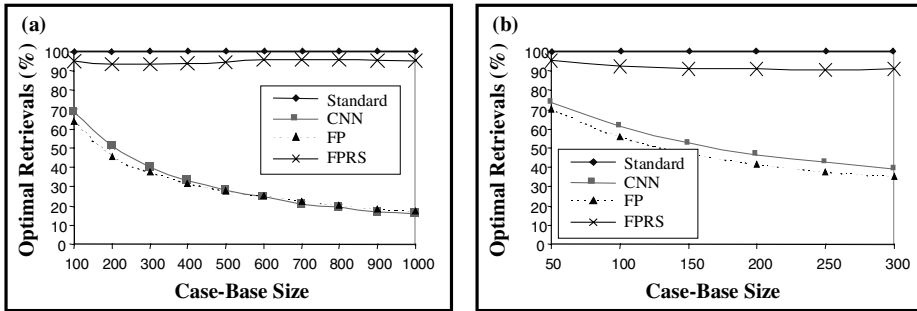 (a)
Optimal Retrievals (%)
100
90
80
70
60
50
40
30
20
10
0
Standard
CNN
FP
FPRS
100 200 300 400 500 600 700 800 900 1000
Case-Base Size
(b)
Optimal Retrievals (%)
100
90
80
70
60
50
40
30
20
10
0
Standard
CNN
FP
FPRS
50 100 150 200 250 300
Case-Base Size